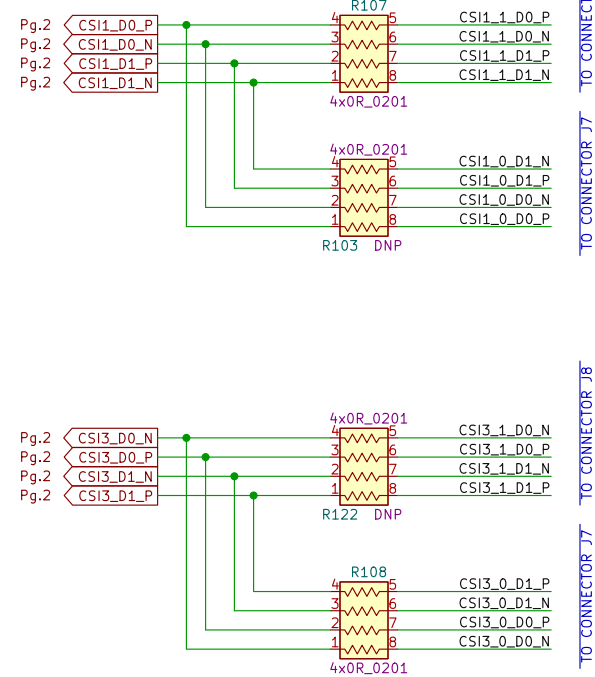 R107
Pg.2 CSI1_D0_P 4 5 CSI1_1_D0_P
Pg.2 CSI1_D0_N 3 6 CSI1_1_D0_N
Pg.2 CSI1_D1_P 2 7 CSI1_1_D1_P
Pg.2 CSI1_D1_N 1 8 CSI1_1_D1_N
4x0R_0201
TO CONNECT
4x0R_0201
4 5 CSI1_0_D1_N
3 6 CSI1_0_D1_P
2 7 CSI1_0_D0_N
1 8 CSI1_0_D0_P
R103 DNP
TO CONNECTOR J7
4x0R_0201
Pg.2 CSI3_D0_N 4 5 CSI3_1_D0_N
Pg.2 CSI3_D0_P 3 6 CSI3_1_D0_P
Pg.2 CSI3_D1_N 2 7 CSI3_1_D1_N
Pg.2 CSI3_D1_P 1 8 CSI3_1_D1_P
R122 DNP
TO CONNECTOR J8
R108
4 5 CSI3_0_D1_P
3 6 CSI3_0_D1_N
2 7 CSI3_0_D0_P
1 8 CSI3_0_D0_N
4x0R_0201
TO CONNECTOR J7